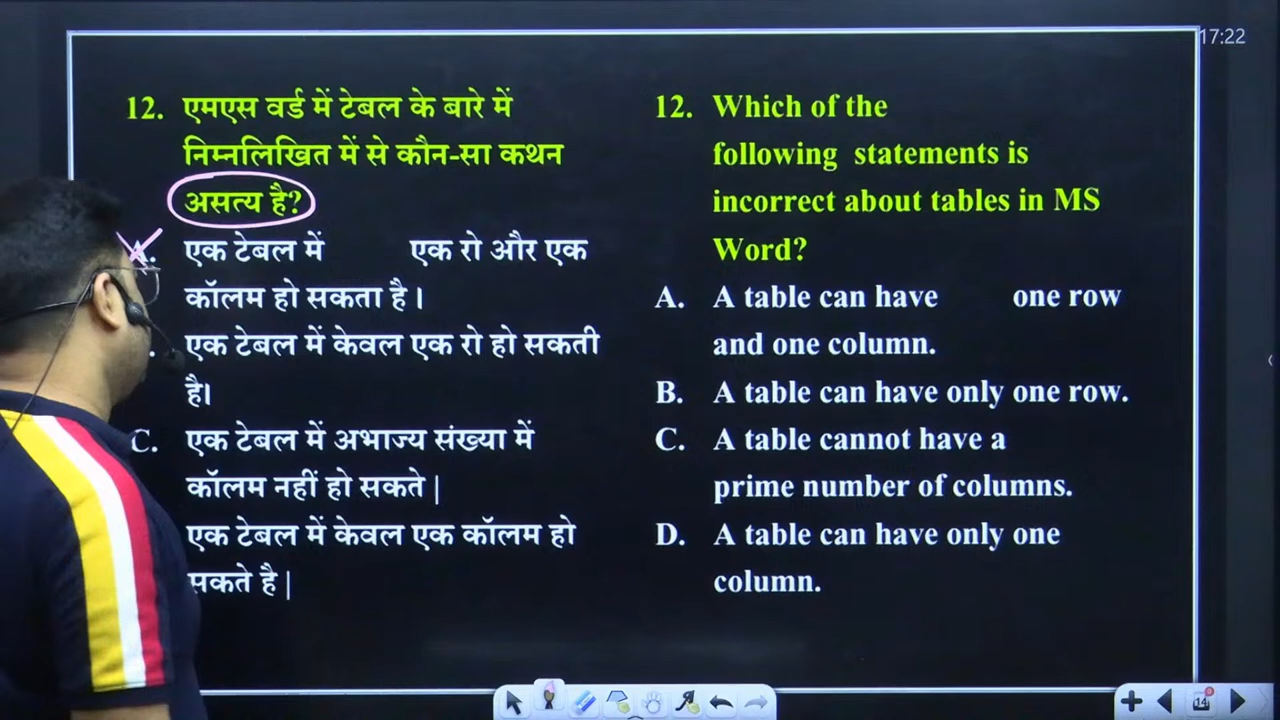 17:22
12. एमएस वर्ड में टेबल के बारे में
निम्नलिखित में से कौन-सा कथन
असत्य है?
एक टेबल में एक रो और एक
कॉलम हो सकता है।
एक टेबल में केवल एक रो हो सकती
है।
C. एक टेबल में अभाज्य संख्या में
कॉलम नहीं हो सकते |
एक टेबल में केवल एक कॉलम हो
सकते है |
12. Which of the
following statements is
incorrect about tables in MS
Word?
A. A table can have one row
and one column.
B. A table can have only one row.
C. A table cannot have a
prime number of columns.
D. A table can have only one
column.
14